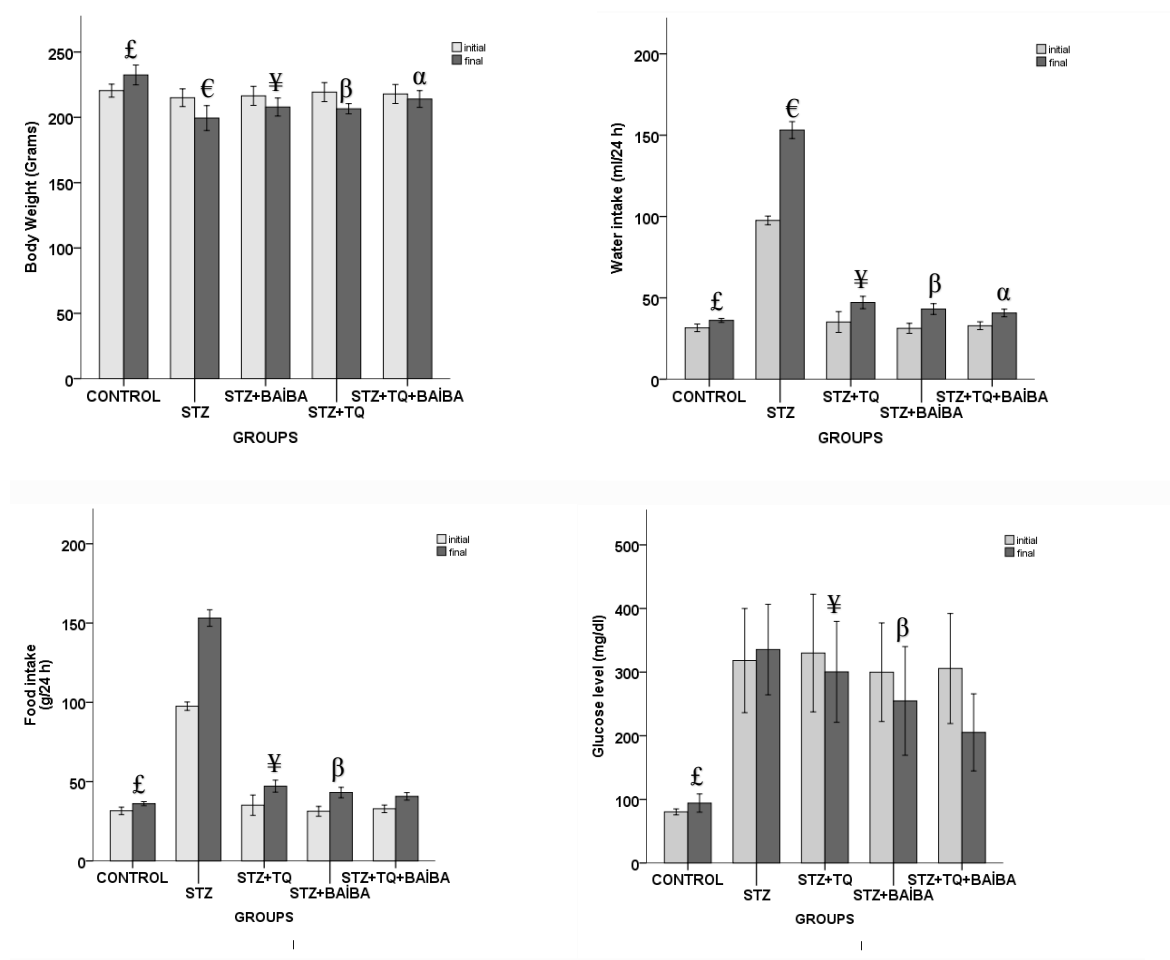 Body Weight (Grams)
250
200
150
100
50
0
£
€
¥
β
α
initial
final
CONTROL
STZ
STZ+BAİBA
STZ+TQ
STZ+TQ+BAİBA
GROUPS
Water intake (ml/24 h)
200
150
100
50
0
£
€
¥
β
α
initial
final
CONTROL
STZ
STZ+TQ
STZ+BAİBA
STZ+TQ+BAİBA
GROUPS
Food intake
(g/24 h)
200
150
100
50
0
£
¥
β
initial
final
CONTROL
STZ
STZ+TQ
STZ+BAİBA
STZ+TQ+BAİBA
GROUPS
Glucose level (mg/dl)
500
400
300
200
100
0
£
¥
β
initial
final
CONTROL
STZ
STZ+TQ
STZ+BAİBA
STZ+TQ+BAİBA
GROUPS